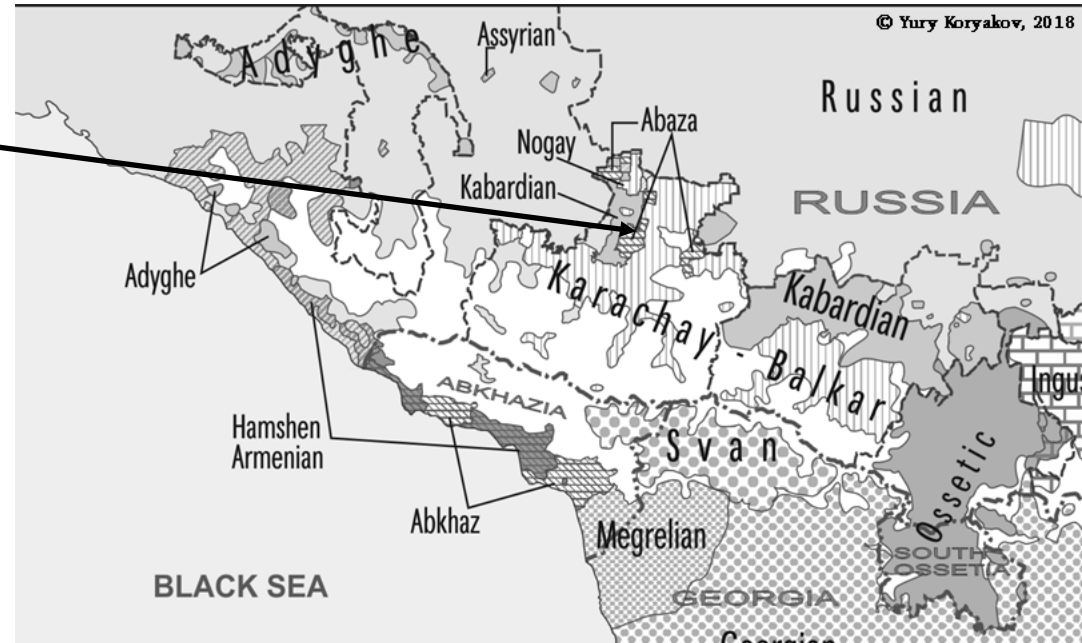 © Yury Koryakov, 2018
Assyrian
Adyghe
Russian
Abaza
Nogay
Kabardian
RUSSIA
Adyghe
Karachay - Balkar
Kabardian
Ingus
ABKHAZIA
Hamshen
Armenian
Svan
Ossetic
Abkhaz
Megrelian
SOUTH
OSSETIA
BLACK SEA
GEORGIA
Georgian